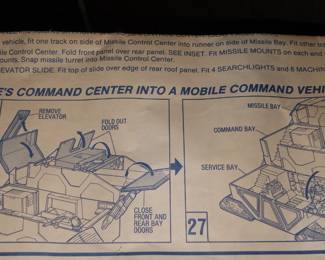 vehicle, fit one track on side of Missile Control Center into runner on side of Missile Bay. Fit other tra
le Control Center. Fold front panel over rear panel. SEE INSET. Fit MISSILE MOUNTS on each end
ounts. Snap missile turret into Missile Control Center.
EVATOR SLIDE. Fit top of slide over edge of rear roof panel. Fit 4 SEARCHLIGHTS and 6 MACHIN
E'S COMMAND CENTER INTO A MOBILE COMMAND VEHI
REMOVE
ELEVATOR
FOLD OUT
DOORS
CLOSE
FRONT AND
REAR BAY
DOORS
MISSILE BAY
COMMAND BAY
SERVICE BAY
27